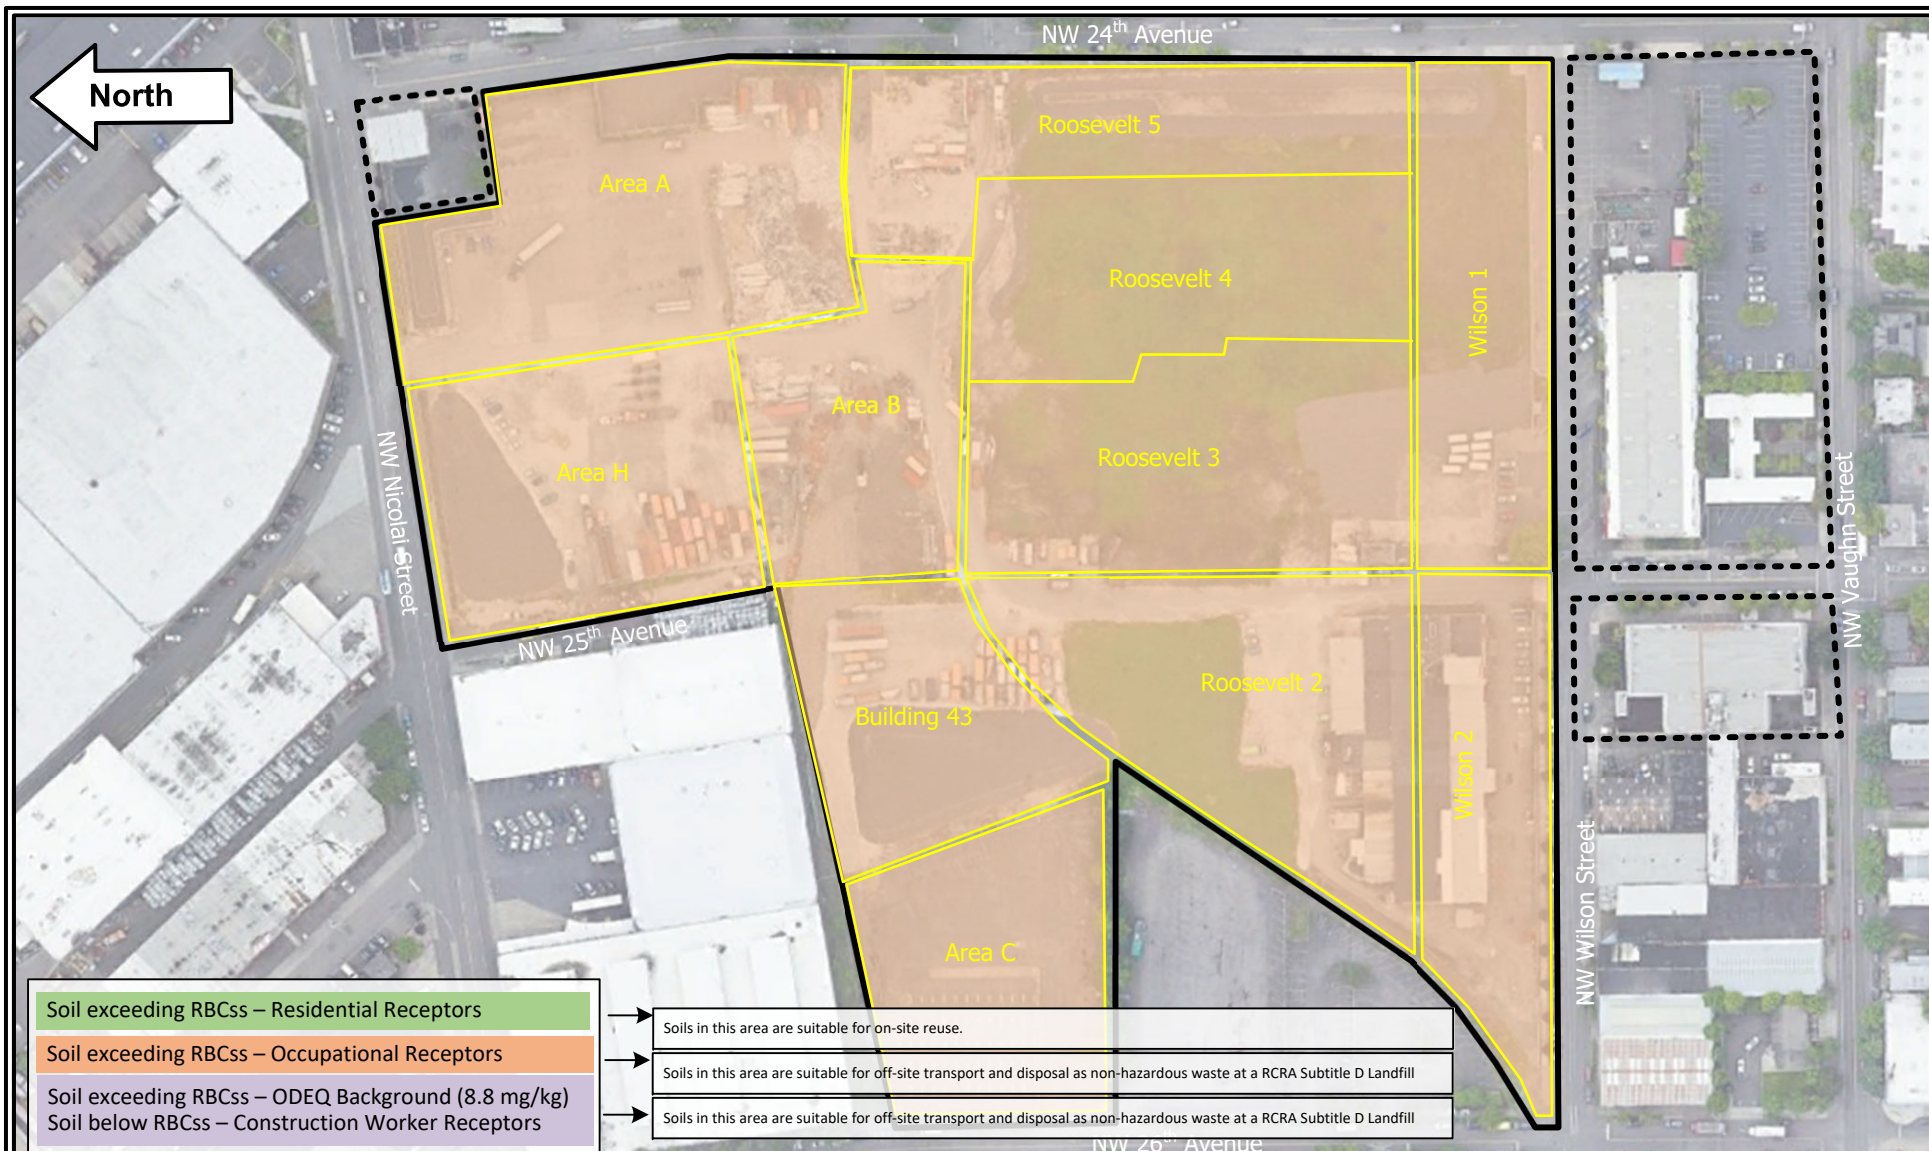 NW 24th Avenue
North
Roosevelt 5
Area A
Roosevelt 4
Wilson 1
Area B
Roosevelt 3
Area H
NW Nicolai Street
NW Vaughn Street
NW 25th Avenue
Roosevelt 2
Building 43
Wilson 2
NW Wilson Street
Area C
Soil exceeding RBCss – Residential Receptors
Soils in this area are suitable for on-site reuse.
Soil exceeding RBCss – Occupational Receptors
Soils in this area are suitable for off-site transport and disposal as non-hazardous waste at a RCRA Subtitle D Landfill
Soil exceeding RBCss – ODEQ Background (8.8 mg/kg)
Soil below RBCss – Construction Worker Receptors
Soils in this area are suitable for off-site transport and disposal as non-hazardous waste at a RCRA Subtitle D Landfill
NW 26th Avenue